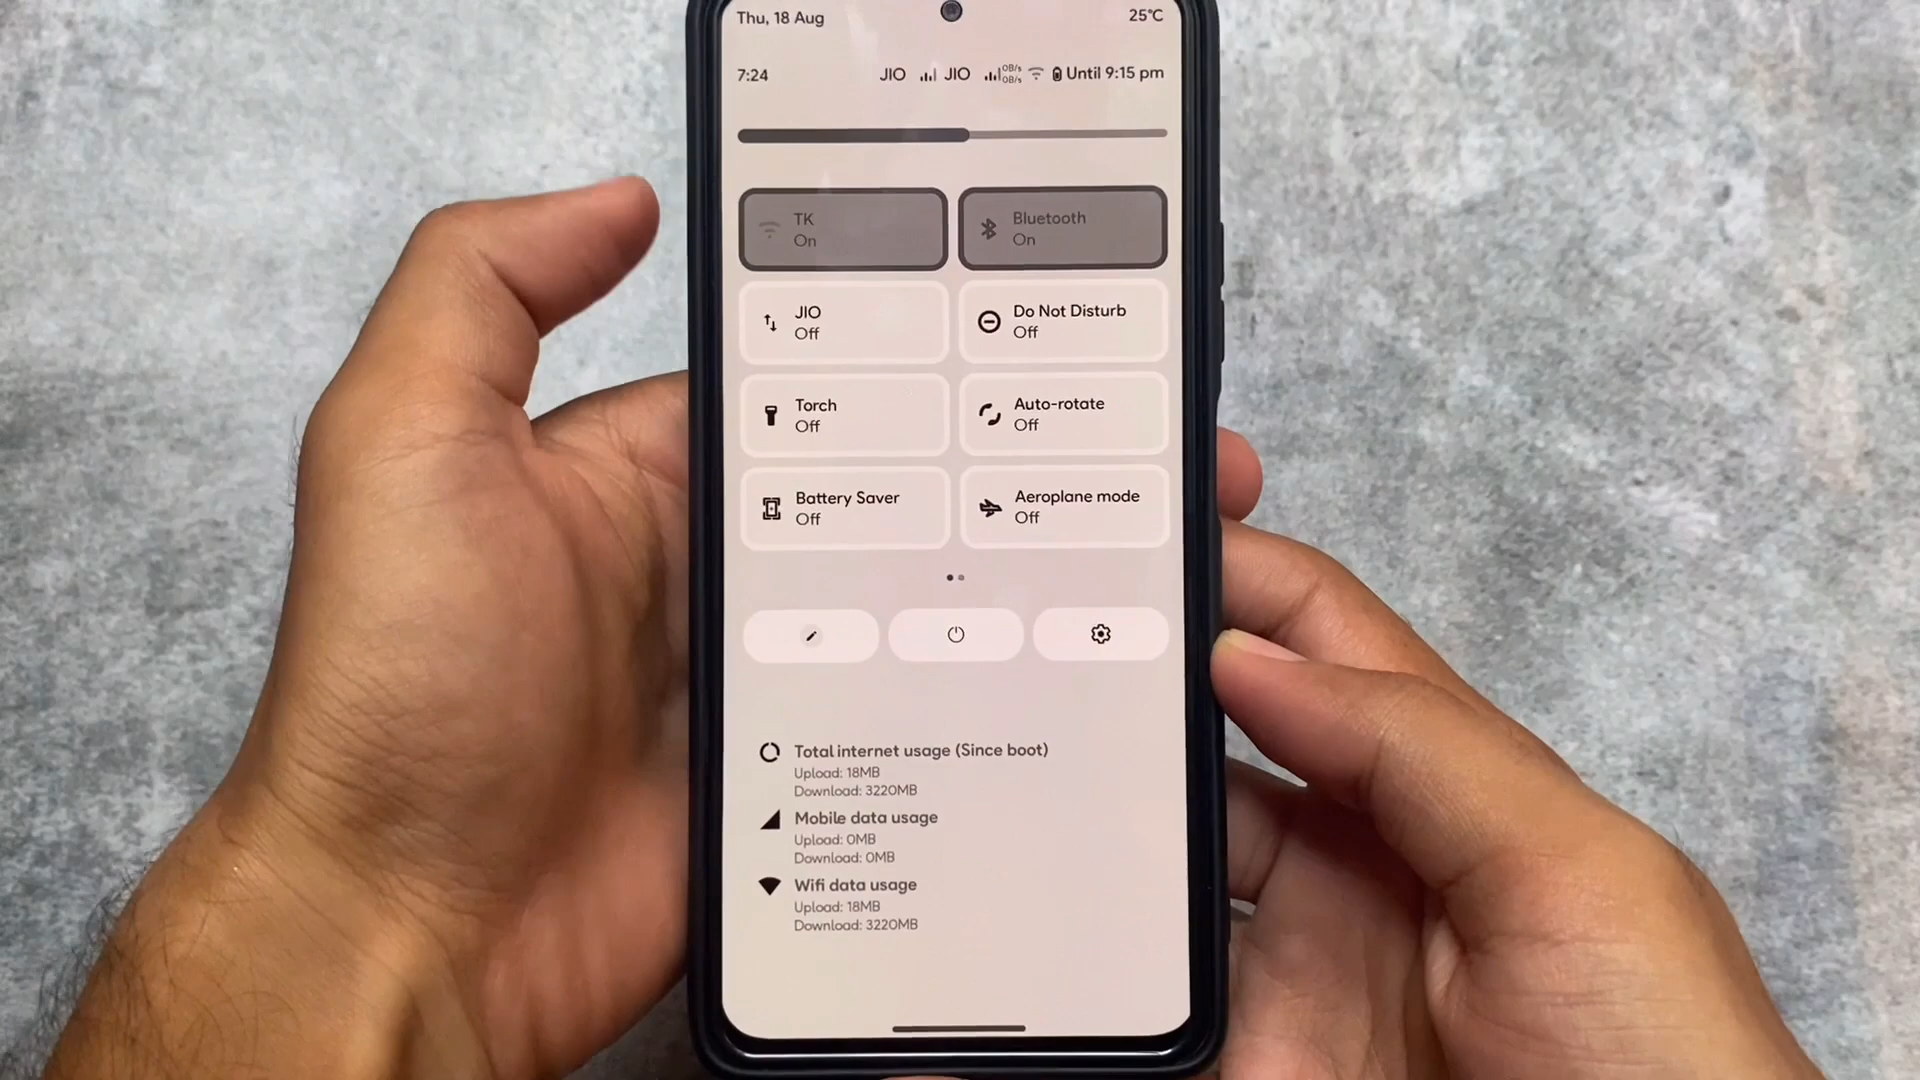 Thu, 18 Aug 25°C
7:24 JIO JIO 0B/s 0B/s Until 9:15 pm
TK
On
Bluetooth
On
JIO
Off
Do Not Disturb
Off
Torch
Off
Auto-rotate
Off
Battery Saver
Off
Aeroplane mode
Off
Total internet usage (Since boot)
Upload: 18MB
Download: 3220MB
Mobile data usage
Upload: 0MB
Download: 0MB
Wifi data usage
Upload: 18MB
Download: 3220MB